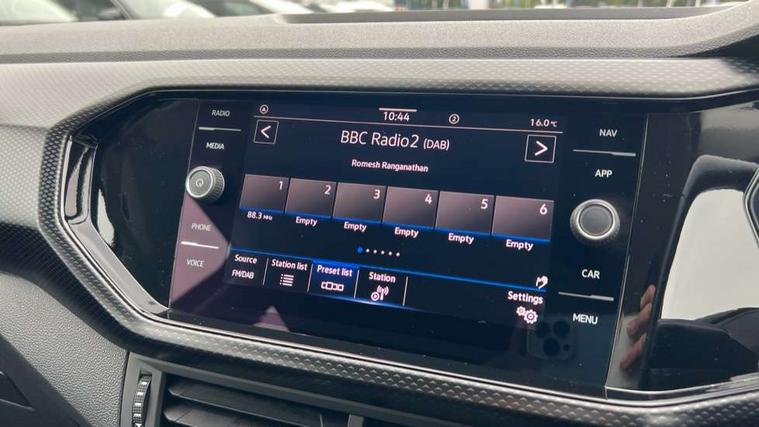 RADIO
MEDIA
PHONE
VOICE
A
10:44
2
16.0 °C
<
BBC Radio2 (DAB)
>
Romesh Ranganathan
1 2 3 4 5 6
88.3 MHz Empty Empty Empty Empty Empty
Source Station list Preset list Station
FM/DAB
Settings
NAV
APP
CAR
MENU